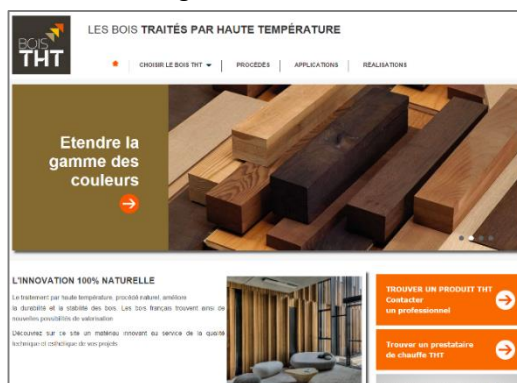 BOIS
THT
LES BOIS TRAITÉS PAR HAUTE TEMPÉRATURE
CHOISIR LE BOIS THT
PROCÉDÉS
APPLICATIONS
RÉALISATIONS
Etendre la
gamme des
couleurs
L'INNOVATION 100% NATURELLE
Le traitement par haute température, procédé naturel, améliore
la durabilité et la stabilité des bois. Les bois français trouvent ainsi de
nouvelles possibilités de valorisation.
Découvrez sur ce site un matériau innovant au service de la qualité
technique et esthétique de vos projets.
TROUVER UN PRODUIT THT
Contacter
un professionnel
Trouver un prestataire
de chauffe THT